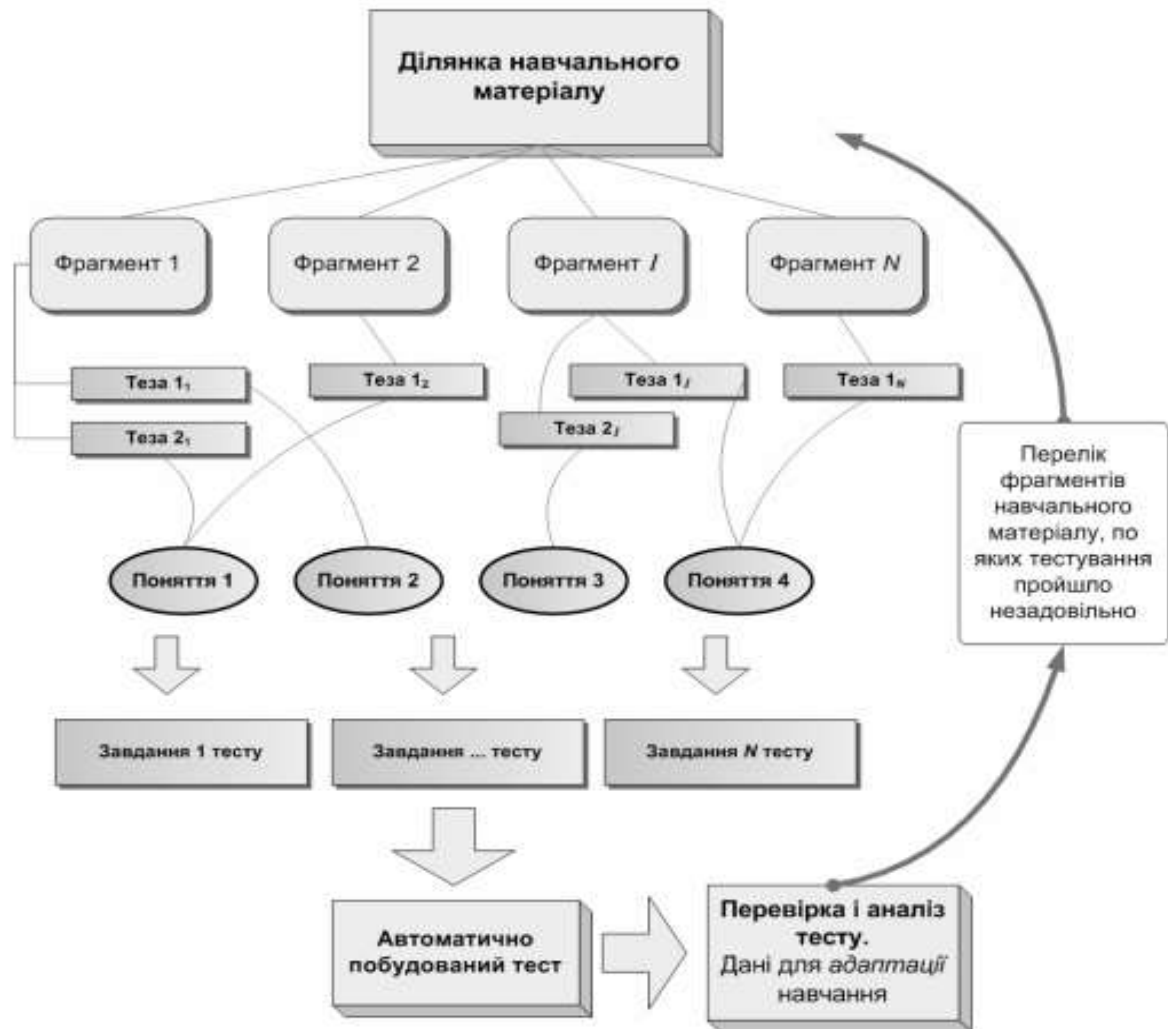 Ділянка навчального
матеріалу
Фрагмент 1
Фрагмент 2
Фрагмент I
Фрагмент N
Теза 1₁
Теза 1₂
Теза 1ᴵ
Теза 1ɴ
Теза 2₁
Теза 2ᴵ
Перелік
фрагментів
навчального
матеріалу, по
яких тестування
пройшло
незадовільно
Поняття 1
Поняття 2
Поняття 3
Поняття 4
Завдання 1 тесту
Завдання ... тесту
Завдання N тесту
Автоматично
побудований тест
Перевірка і аналіз
тесту.
Дані для адаптації
навчання